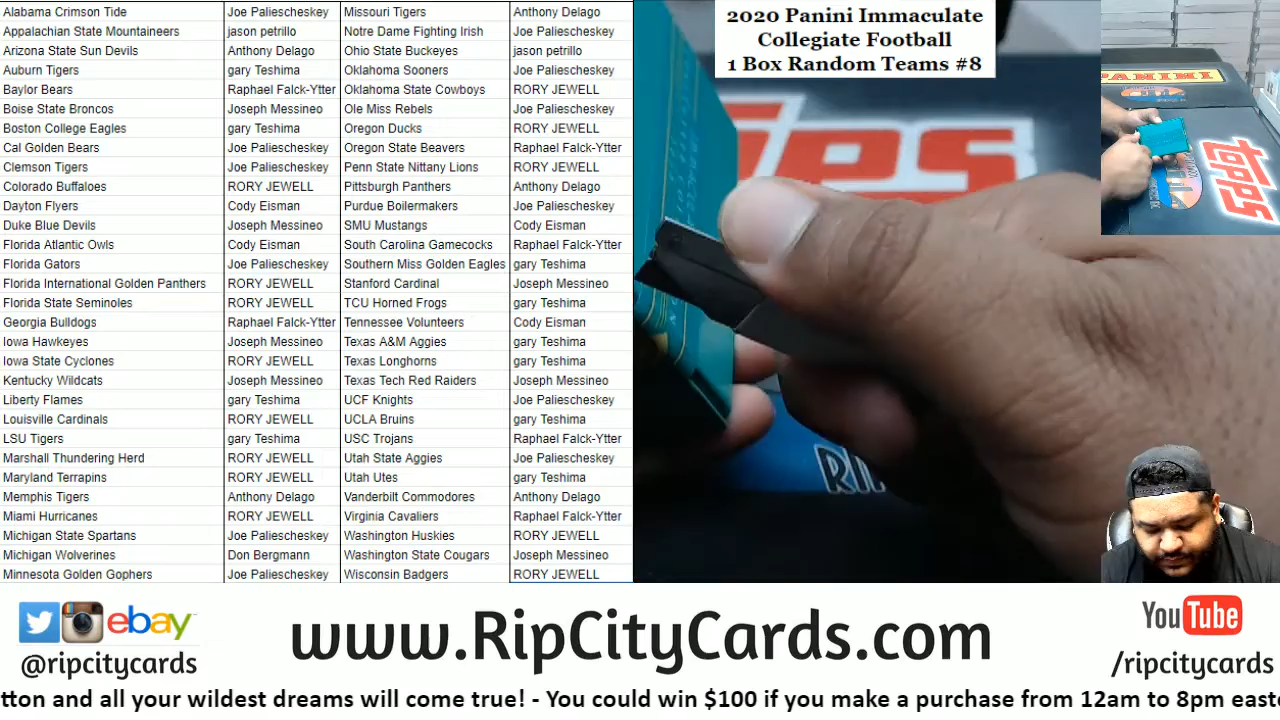 Alabama Crimson Tide Joe Paliescheskey Missouri Tigers Anthony Delago
Appalachian State Mountaineers jason petrillo Notre Dame Fighting Irish Joe Paliescheskey
Arizona State Sun Devils Anthony Delago Ohio State Buckeyes jason petrillo
Auburn Tigers gary Teshima Oklahoma Sooners Joe Paliescheskey
Baylor Bears Raphael Falck-Ytter Oklahoma State Cowboys RORY JEWELL
Boise State Broncos Joseph Messineo Ole Miss Rebels Joe Paliescheskey
Boston College Eagles gary Teshima Oregon Ducks RORY JEWELL
Cal Golden Bears Joe Paliescheskey Oregon State Beavers Raphael Falck-Ytter
Clemson Tigers Joe Paliescheskey Penn State Nittany Lions RORY JEWELL
Colorado Buffaloes RORY JEWELL Pittsburgh Panthers Anthony Delago
Dayton Flyers Cody Eisman Purdue Boilermakers Joe Paliescheskey
Duke Blue Devils Joseph Messineo SMU Mustangs Cody Eisman
Florida Atlantic Owls Cody Eisman South Carolina Gamecocks Raphael Falck-Ytter
Florida Gators Joe Paliescheskey Southern Miss Golden Eagles gary Teshima
Florida International Golden Panthers RORY JEWELL Stanford Cardinal Joseph Messineo
Florida State Seminoles RORY JEWELL TCU Horned Frogs gary Teshima
Georgia Bulldogs Raphael Falck-Ytter Tennessee Volunteers Cody Eisman
Iowa Hawkeyes Joseph Messineo Texas A&M Aggies gary Teshima
Iowa State Cyclones RORY JEWELL Texas Longhorns gary Teshima
Kentucky Wildcats Joseph Messineo Texas Tech Red Raiders Joseph Messineo
Liberty Flames gary Teshima UCF Knights Joe Paliescheskey
Louisville Cardinals RORY JEWELL UCLA Bruins gary Teshima
LSU Tigers gary Teshima USC Trojans Raphael Falck-Ytter
Marshall Thundering Herd RORY JEWELL Utah State Aggies Joe Paliescheskey
Maryland Terrapins RORY JEWELL Utah Utes gary Teshima
Memphis Tigers Anthony Delago Vanderbilt Commodores Anthony Delago
Miami Hurricanes RORY JEWELL Virginia Cavaliers Raphael Falck-Ytter
Michigan State Spartans Joe Paliescheskey Washington Huskies RORY JEWELL
Michigan Wolverines Don Bergmann Washington State Cougars Joseph Messineo
Minnesota Golden Gophers Joe Paliescheskey Wisconsin Badgers RORY JEWELL
2020 Panini Immaculate
Collegiate Football
1 Box Random Teams #8
PANINI
topps
ebay
@ripcitycards
www.RipCityCards.com
YouTube
/ripcitycards
tton and all your wildest dreams will come true! - You could win $100 if you make a purchase from 12am to 8pm easte